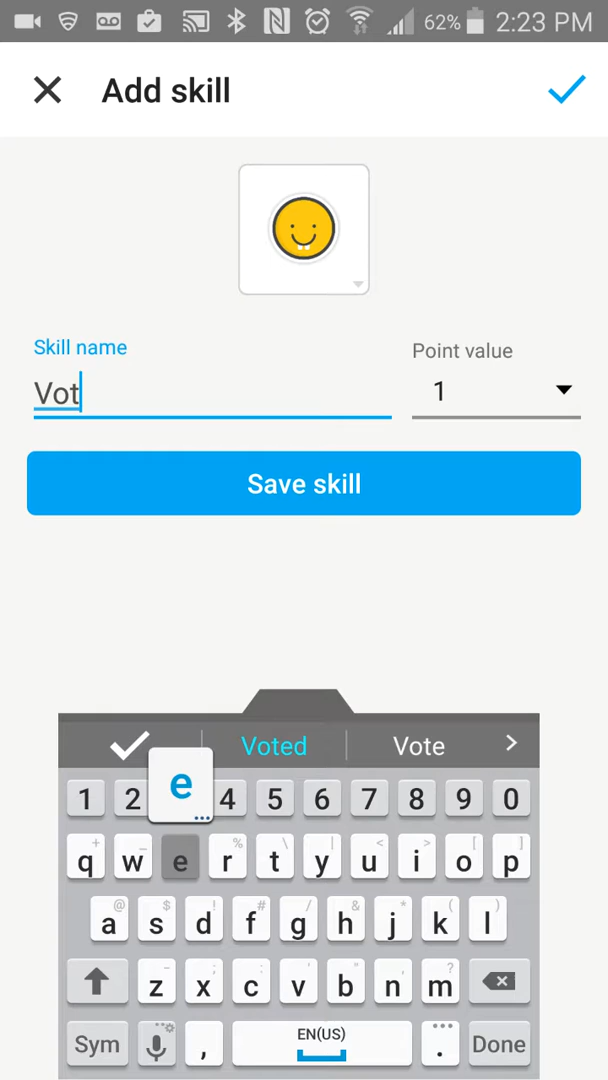 62% 2:23 PM
Add skill
Skill name
Point value
Vot
1
Save skill
Voted Vote >
e
...
1 2 4 5 6 7 8 9 0
+ _ % \ | < > [ ]
q w e r t y u i o p
@ $ ! # / ^ & * ( )
a s d f g h j k l
- ' : ; " ~ ?
z x c v b n m
EN(US)
Sym , . Done